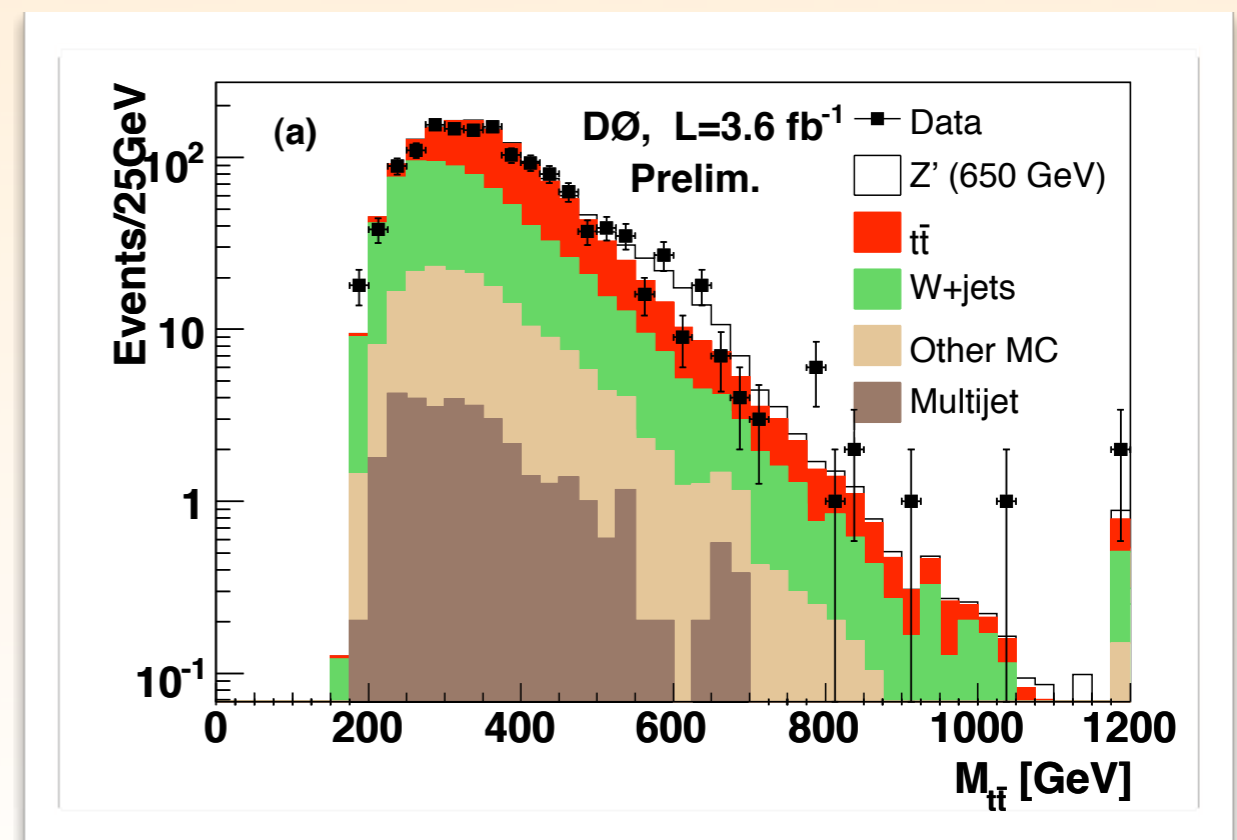 (a)
DØ, L=3.6 fb⁻¹
Prelim.
Data
Z' (650 GeV)
tt̄
W+jets
Other MC
Multijet
Events/25GeV
10²
10
1
10⁻¹
0 200 400 600 800 1000 1200
M_tt̄ [GeV]